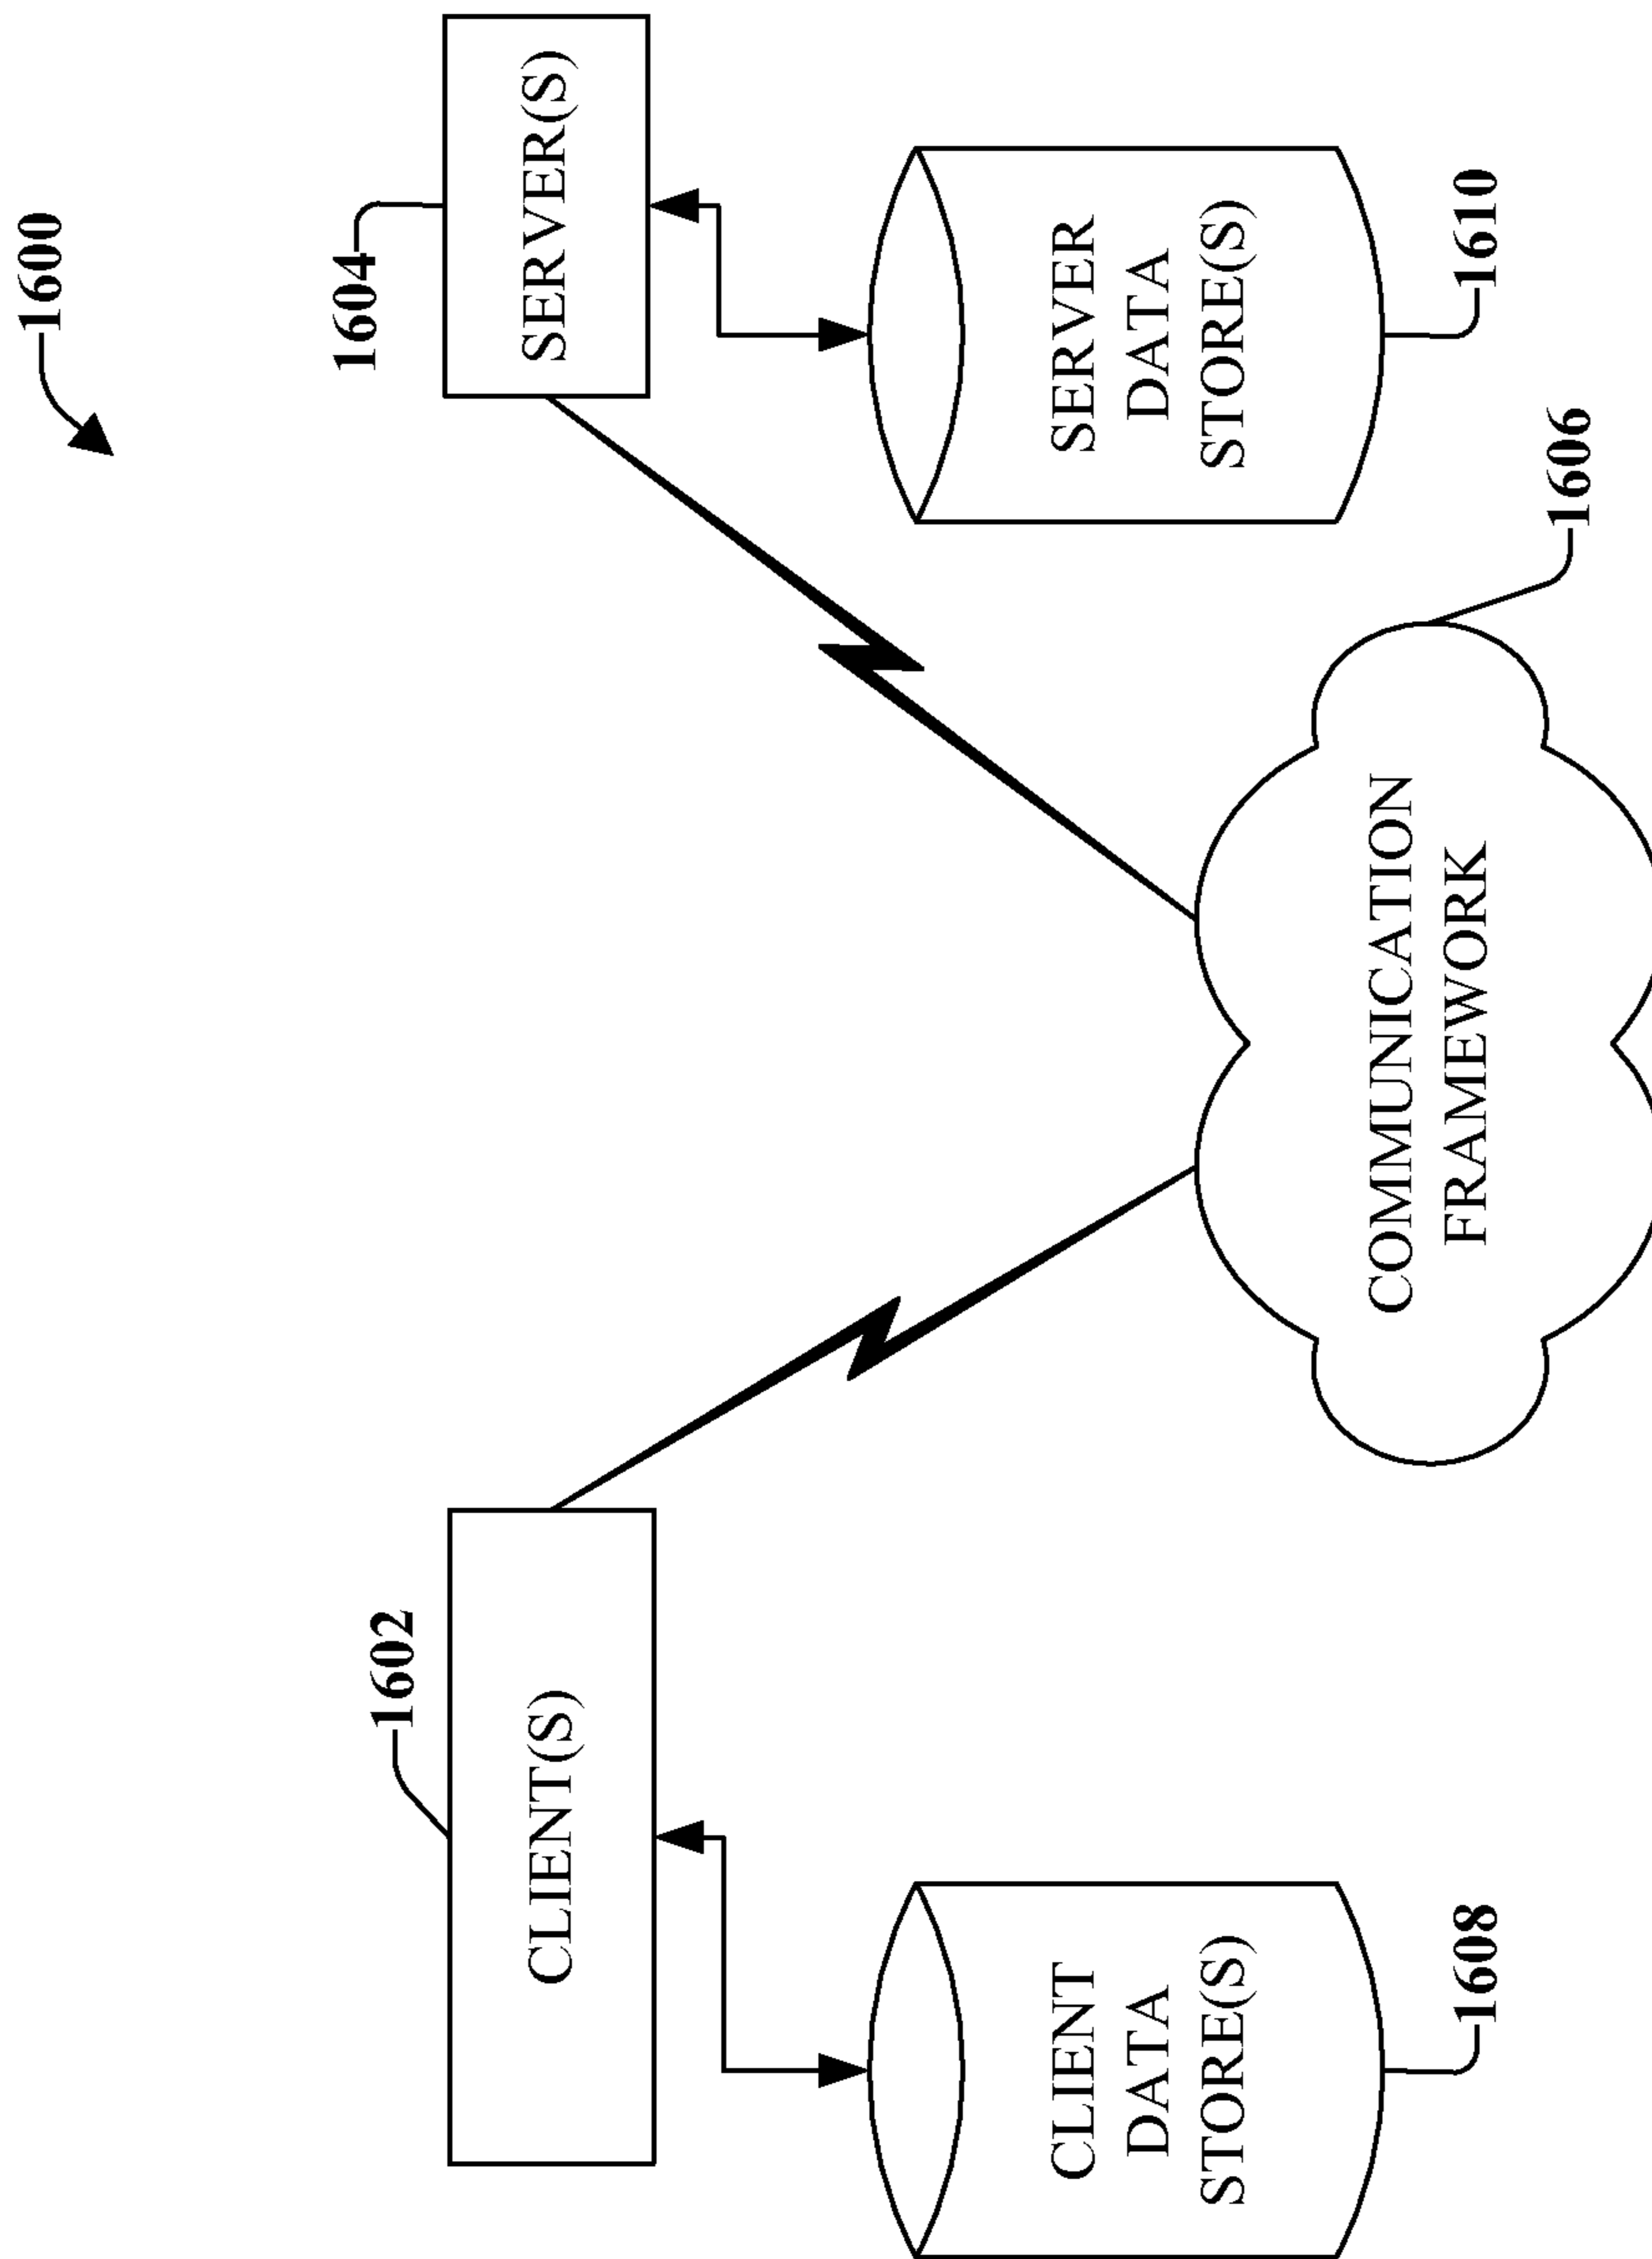 1600
1602
1604
CLIENT(S)
SERVER(S)
CLIENT
DATA
STORE(S)
SERVER
DATA
STORE(S)
COMMUNICATION
FRAMEWORK
1608
1610
1606